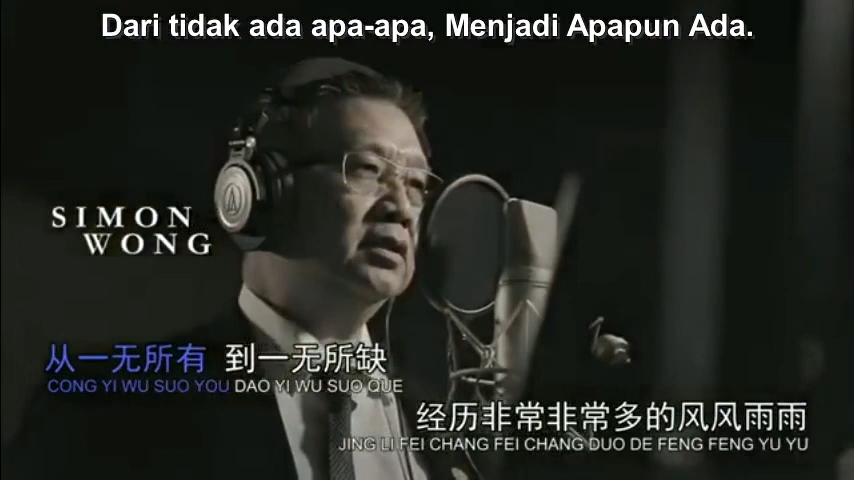 Dari tidak ada apa-apa, Menjadi Apapun Ada.
SIMON
WONG
从一无所有 到一无所缺
CONG YI WU SUO YOU DAO YI WU SUO QUE
经历非常非常多的风风雨雨
JING LI FEI CHANG FEI CHANG DUO DE FENG FENG YU YU